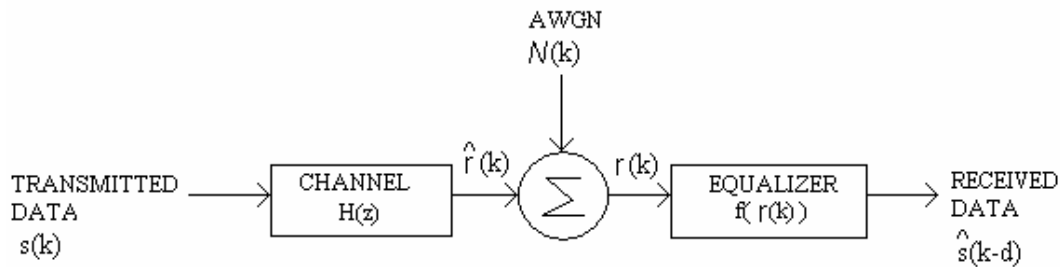 AWGN
N(k)
TRANSMITTED
DATA
s(k)
CHANNEL
H(z)
r̂(k)
Σ
r(k)
EQUALIZER
f( r(k) )
RECEIVED
DATA
ŝ(k-d)